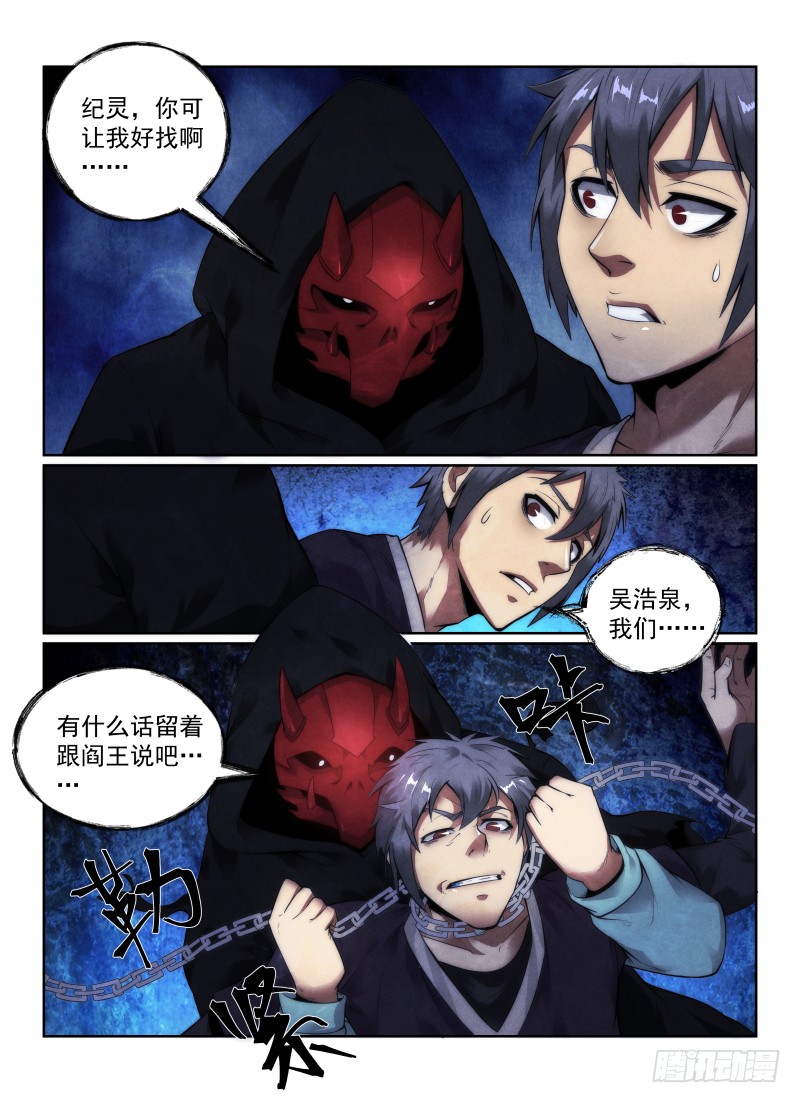 纪灵，你可
让我好找啊
……
吴浩泉，
我们……
咔
有什么话留着
跟阎王说吧…
…
勒
紧
腾讯动漫